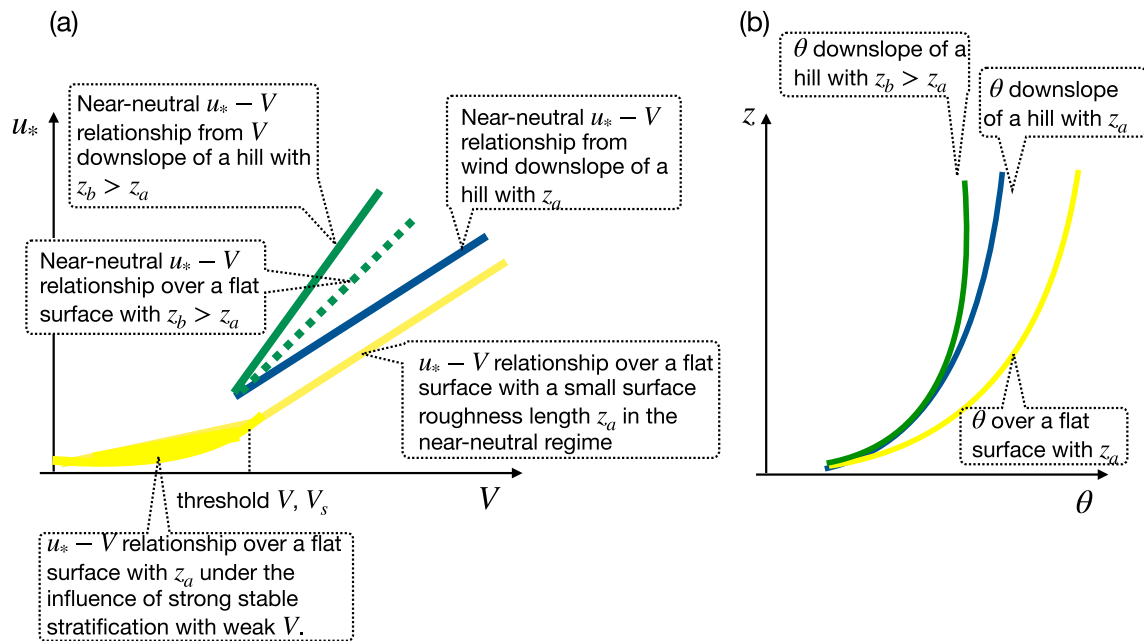 (a)
u*
Near-neutral u* − V
relationship from V
downslope of a hill with
z_b > z_a
Near-neutral u* − V
relationship from
wind downslope of a
hill with z_a
Near-neutral u* − V
relationship over a flat
surface with z_b > z_a
u* − V relationship over a flat
surface with a small surface
roughness length z_a in the
near-neutral regime
threshold V, V_s
V
u* − V relationship over a flat
surface with z_a under the
influence of strong stable
stratification with weak V.
(b)
θ downslope of a
hill with z_b > z_a
θ downslope
of a hill with z_a
z
θ over a flat
surface with z_a
θ